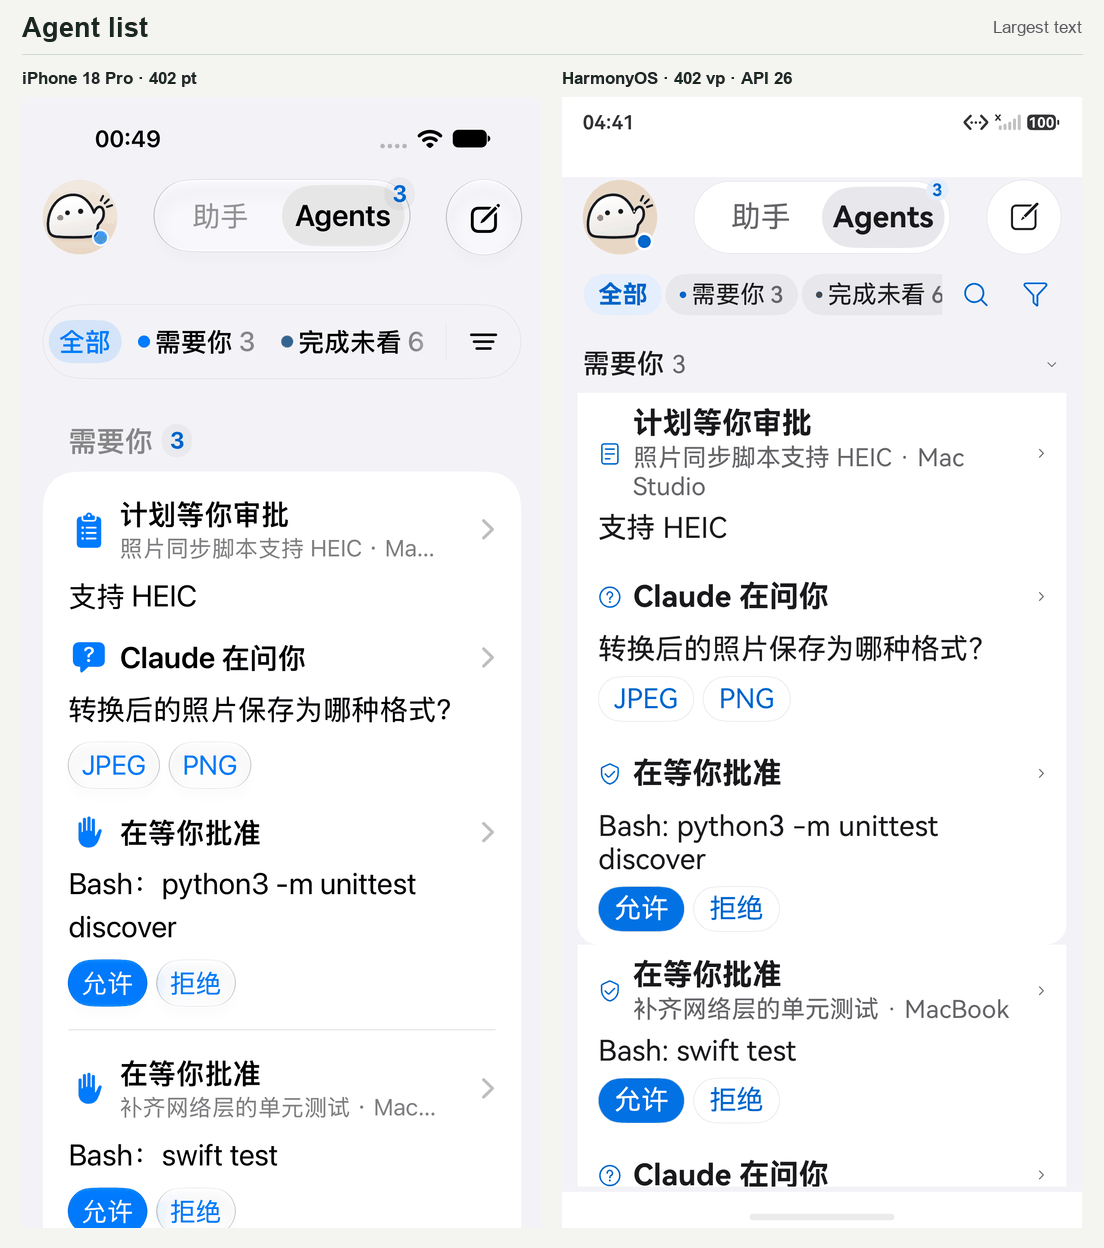 Agent list
Largest text
iPhone 18 Pro · 402 pt
00:49
助手
Agents
3
全部
需要你 3
完成未看 6
需要你 3
计划等你审批
照片同步脚本支持 HEIC · Ma...
支持 HEIC
Claude 在问你
转换后的照片保存为哪种格式?
JPEG
PNG
在等你批准
Bash：python3 -m unittest
discover
允许
拒绝
在等你批准
补齐网络层的单元测试 · Mac...
Bash：swift test
允许
拒绝
HarmonyOS · 402 vp · API 26
04:41
100
助手
Agents
3
全部
需要你 3
完成未看 6
需要你 3
计划等你审批
照片同步脚本支持 HEIC · Mac
Studio
支持 HEIC
Claude 在问你
转换后的照片保存为哪种格式?
JPEG
PNG
在等你批准
Bash: python3 -m unittest
discover
允许
拒绝
在等你批准
补齐网络层的单元测试 · MacBook
Bash: swift test
允许
拒绝
Claude 在问你